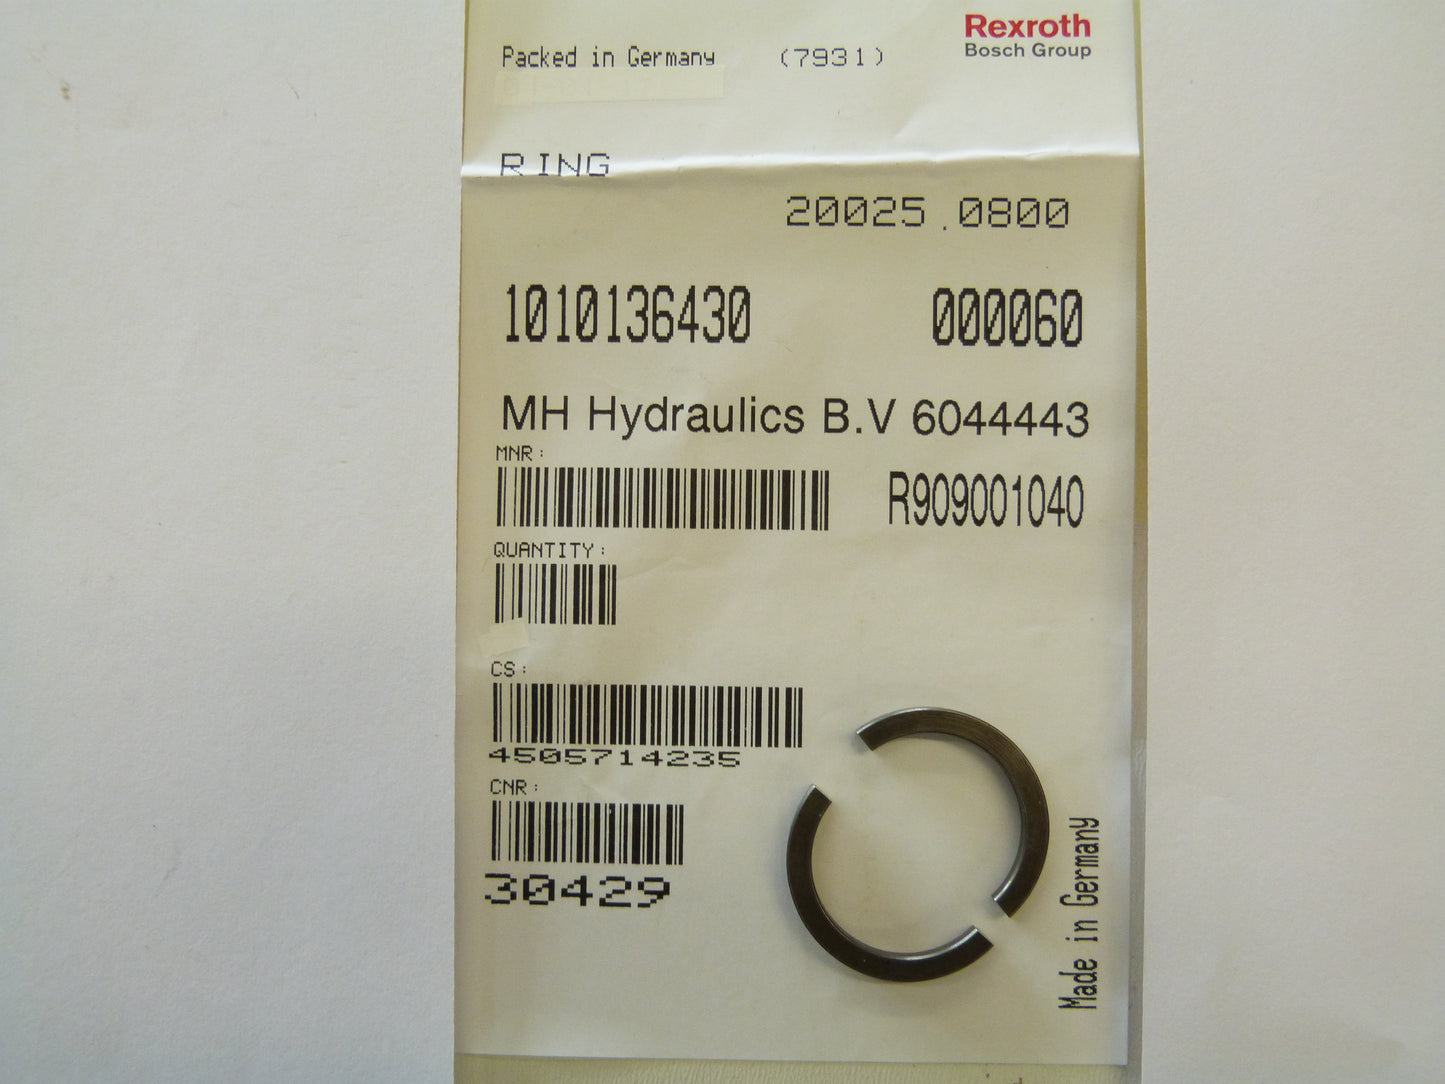 Rexroth
Bosch Group
Packed in Germany (7931)
RING
20025.0800
1010136430 000060
MH Hydraulics B.V 6044443
MNR:
R909001040
QUANTITY:
CS:
4505714235
CNR:
30429
Made in Germany